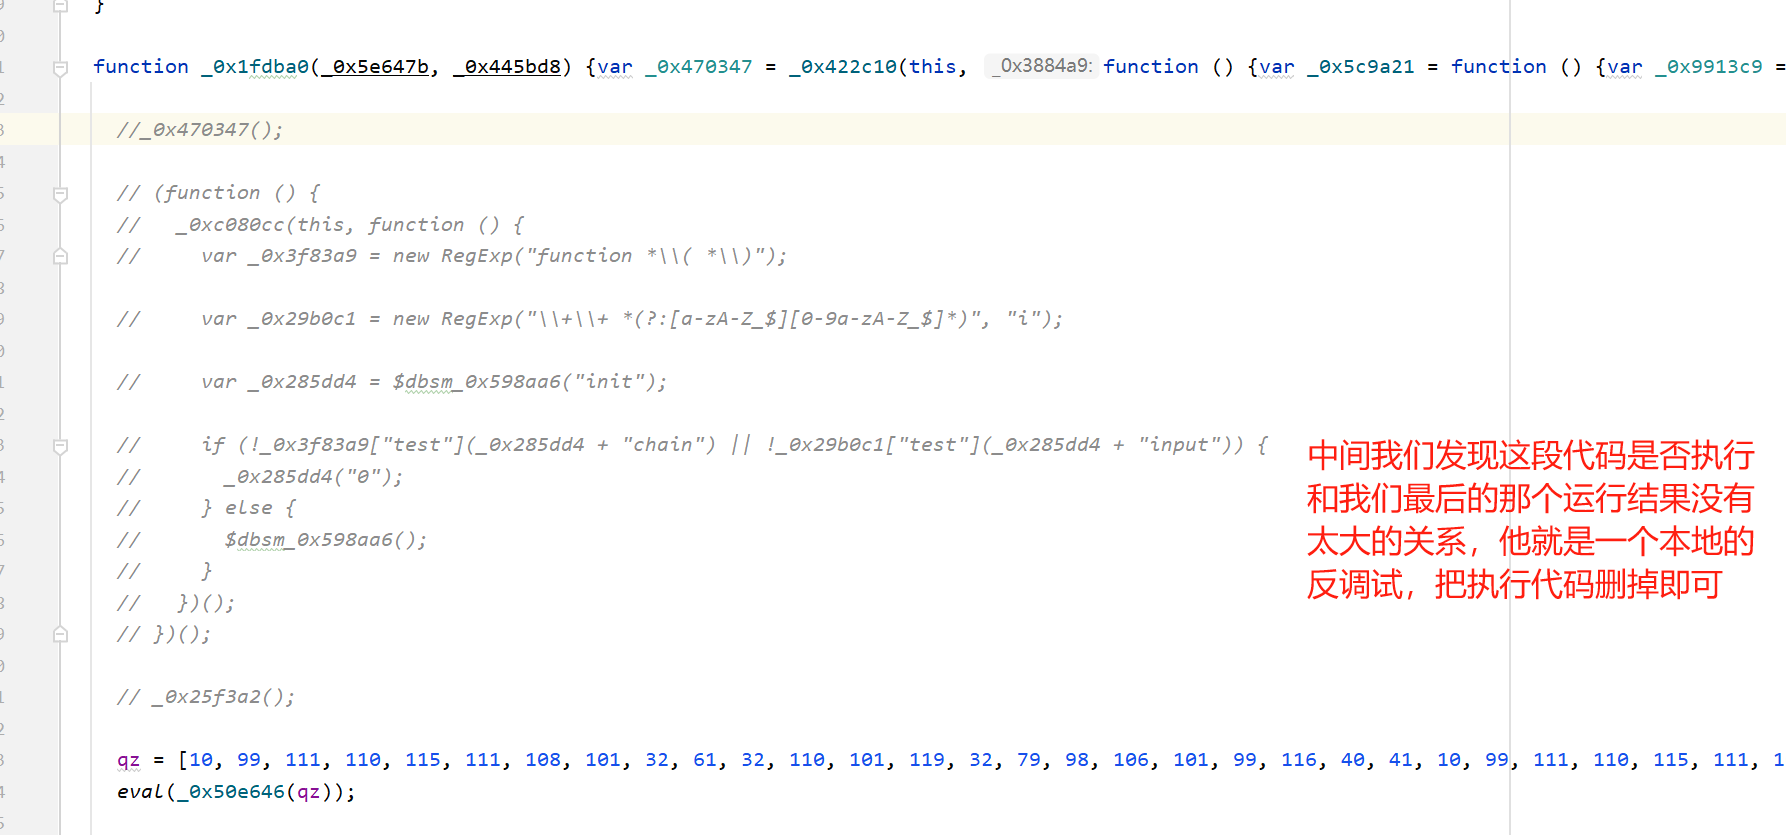 }
function _0x1fdba0(_0x5e647b, _0x445bd8) {var _0x470347 = _0x422c10(this, _0x3884a9: function () {var _0x5c9a21 = function () {var _0x9913c9 =
//_0x470347();
// (function () {
//   _0xc080cc(this, function () {
//     var _0x3f83a9 = new RegExp("function *\\( *\\)");
//     var _0x29b0c1 = new RegExp("\\+\\+ *(?:[a-zA-Z_$][0-9a-zA-Z_$]*)", "i");
//     var _0x285dd4 = $dbsm_0x598aa6("init");
//     if (!_0x3f83a9["test"](_0x285dd4 + "chain") || !_0x29b0c1["test"](_0x285dd4 + "input")) {
//       _0x285dd4("0");
//     } else {
//       $dbsm_0x598aa6();
//     }
//   })();
// })();
// _0x25f3a2();
qz = [10, 99, 111, 110, 115, 111, 108, 101, 32, 61, 32, 110, 101, 119, 32, 79, 98, 106, 101, 99, 116, 40, 41, 10, 99, 111, 110, 115, 111, 1
eval(_0x50e646(qz));
中间我们发现这段代码是否执行
和我们最后的那个运行结果没有
太大的关系，他就是一个本地的
反调试，把执行代码删掉即可